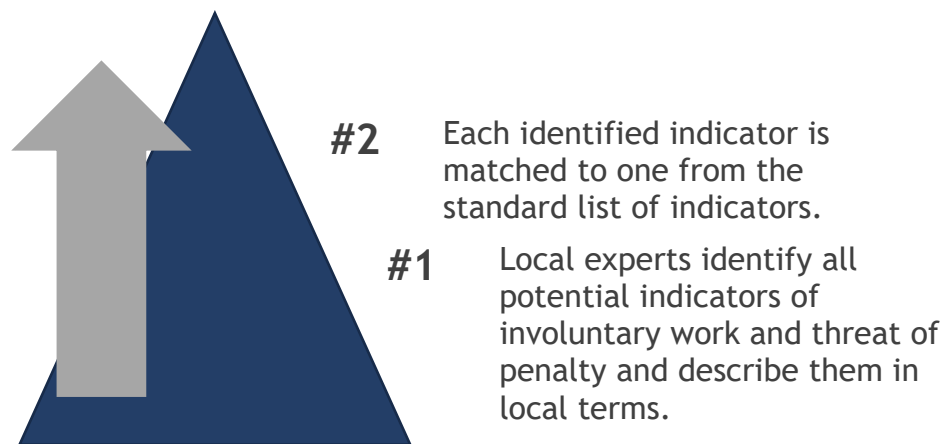 #2 Each identified indicator is
matched to one from the
standard list of indicators.
#1 Local experts identify all
potential indicators of
involuntary work and threat of
penalty and describe them in
local terms.